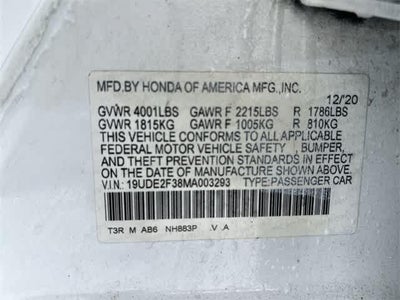 MFD.BY HONDA OF AMERICA MFG.,INC.
12/'20
GVWR 4001LBS GAWR F 2215LBS R 1786LBS
GVWR 1815KG GAWR F 1005KG R 810KG
THIS VEHICLE CONFORMS TO ALL APPLICABLE
FEDERAL MOTOR VEHICLE SAFETY , BUMPER,
AND THEFT PREVENTION STANDARDS IN EFFECT
ON THE DATE OF MANUFACTURE SHOWN ABOVE.
V.I.N: 19UDE2F38MA003293 TYPE:PASSENGER CAR
T3R M AB6 NH883P .V .A